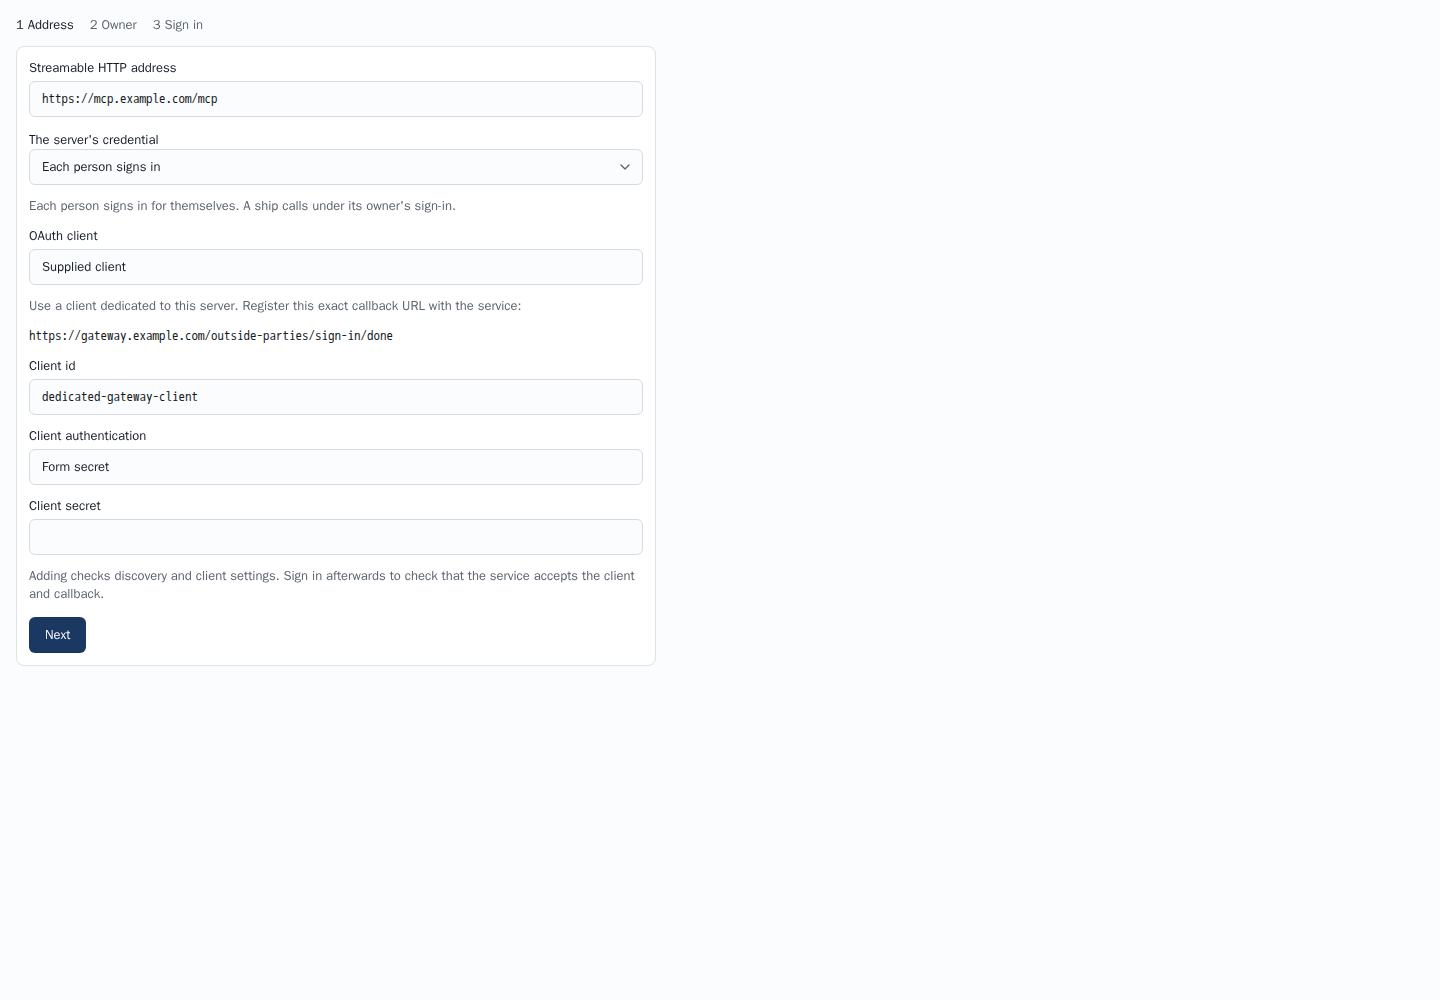 1 Address 2 Owner 3 Sign in
Streamable HTTP address
https://mcp.example.com/mcp
The server's credential
Each person signs in
Each person signs in for themselves. A ship calls under its owner's sign-in.
OAuth client
Supplied client
Use a client dedicated to this server. Register this exact callback URL with the service:
https://gateway.example.com/outside-parties/sign-in/done
Client id
dedicated-gateway-client
Client authentication
Form secret
Client secret
Adding checks discovery and client settings. Sign in afterwards to check that the service accepts the client
and callback.
Next